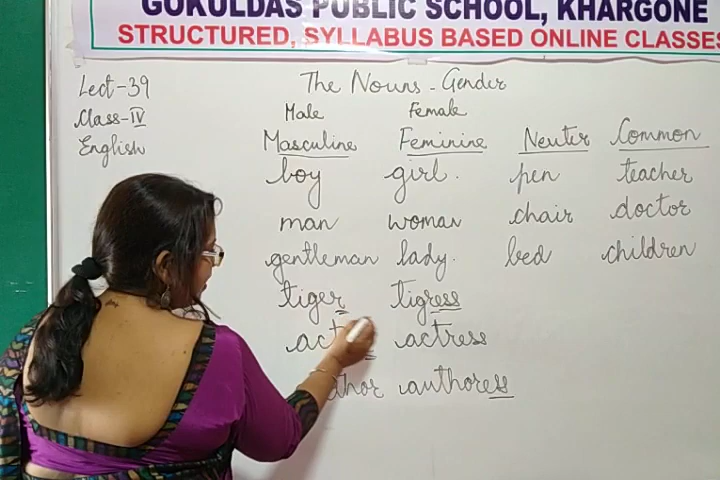 GOKULDAS PUBLIC SCHOOL, KHARGONE
STRUCTURED, SYLLABUS BASED ONLINE CLASSES
Lect-39
Class-IV
English
The Nouns - Gender
Male Female
Masculine Feminine Neuter Common
boy girl. pen teacher
man woman chair doctor
gentleman lady. bed children
tiger tigress
act actress
thor authoress